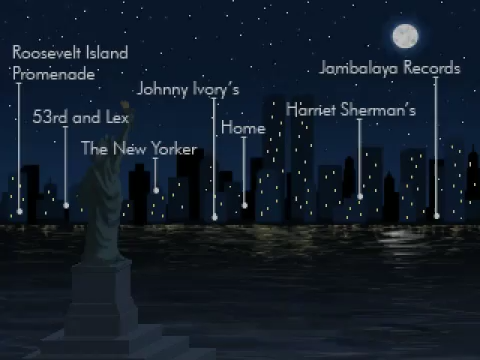 Roosevelt Island
Promenade
53rd and Lex
The New Yorker
Johnny Ivory's
Home
Harriet Sherman's
Jambalaya Records